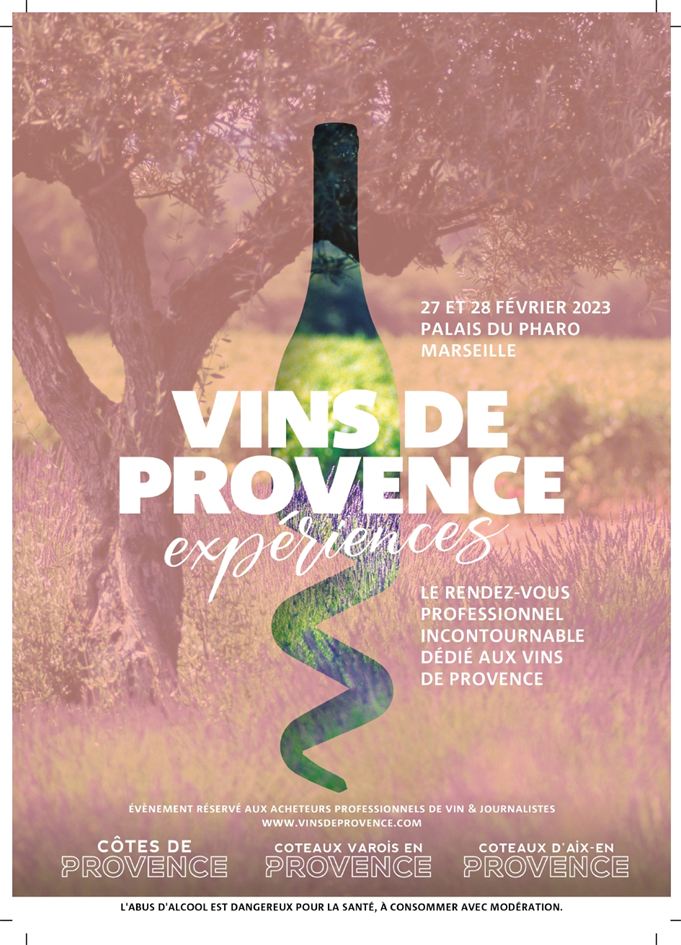 27 ET 28 FÉVRIER 2023
PALAIS DU PHARO
MARSEILLE
VINS DE
PROVENCE
expériences
LE RENDEZ-VOUS
PROFESSIONNEL
INCONTOURNABLE
DÉDIÉ AUX VINS
DE PROVENCE
ÉVÈNEMENT RÉSERVÉ AUX ACHETEURS PROFESSIONNELS DE VIN & JOURNALISTES
WWW.VINSDEPROVENCE.COM
CÔTES DE
PROVENCE
COTEAUX VAROIS EN
PROVENCE
COTEAUX D'AIX-EN
PROVENCE
L'ABUS D'ALCOOL EST DANGEREUX POUR LA SANTÉ, À CONSOMMER AVEC MODÉRATION.